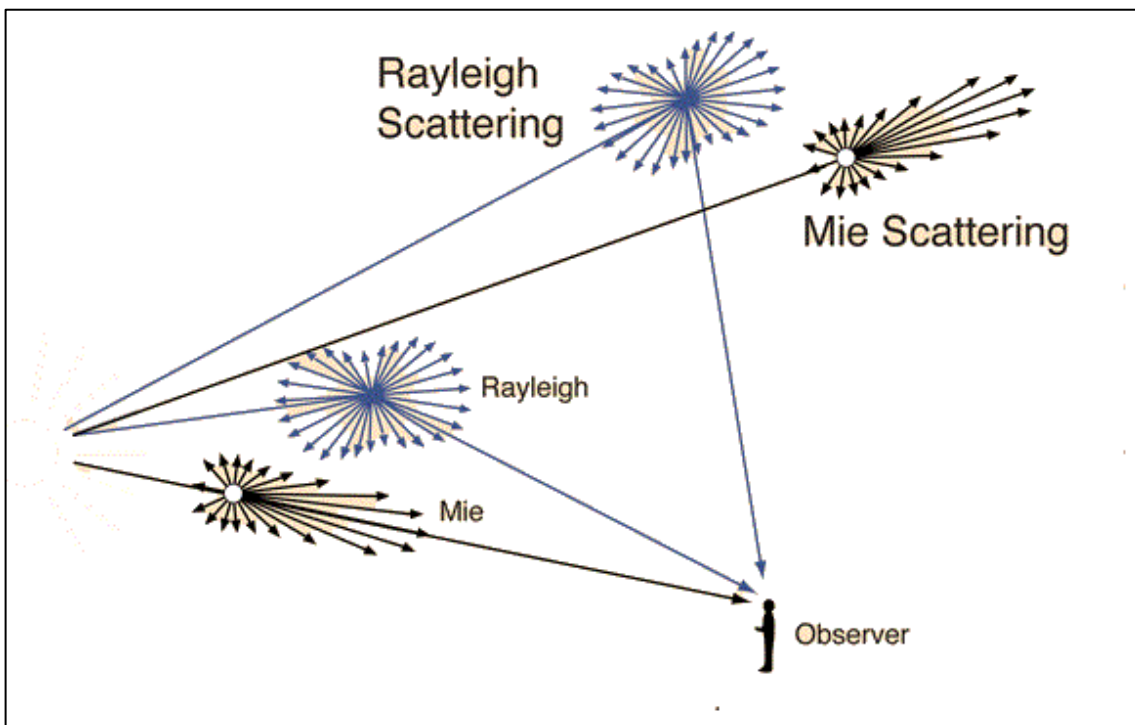 Rayleigh
Scattering
Mie Scattering
Rayleigh
Mie
Observer